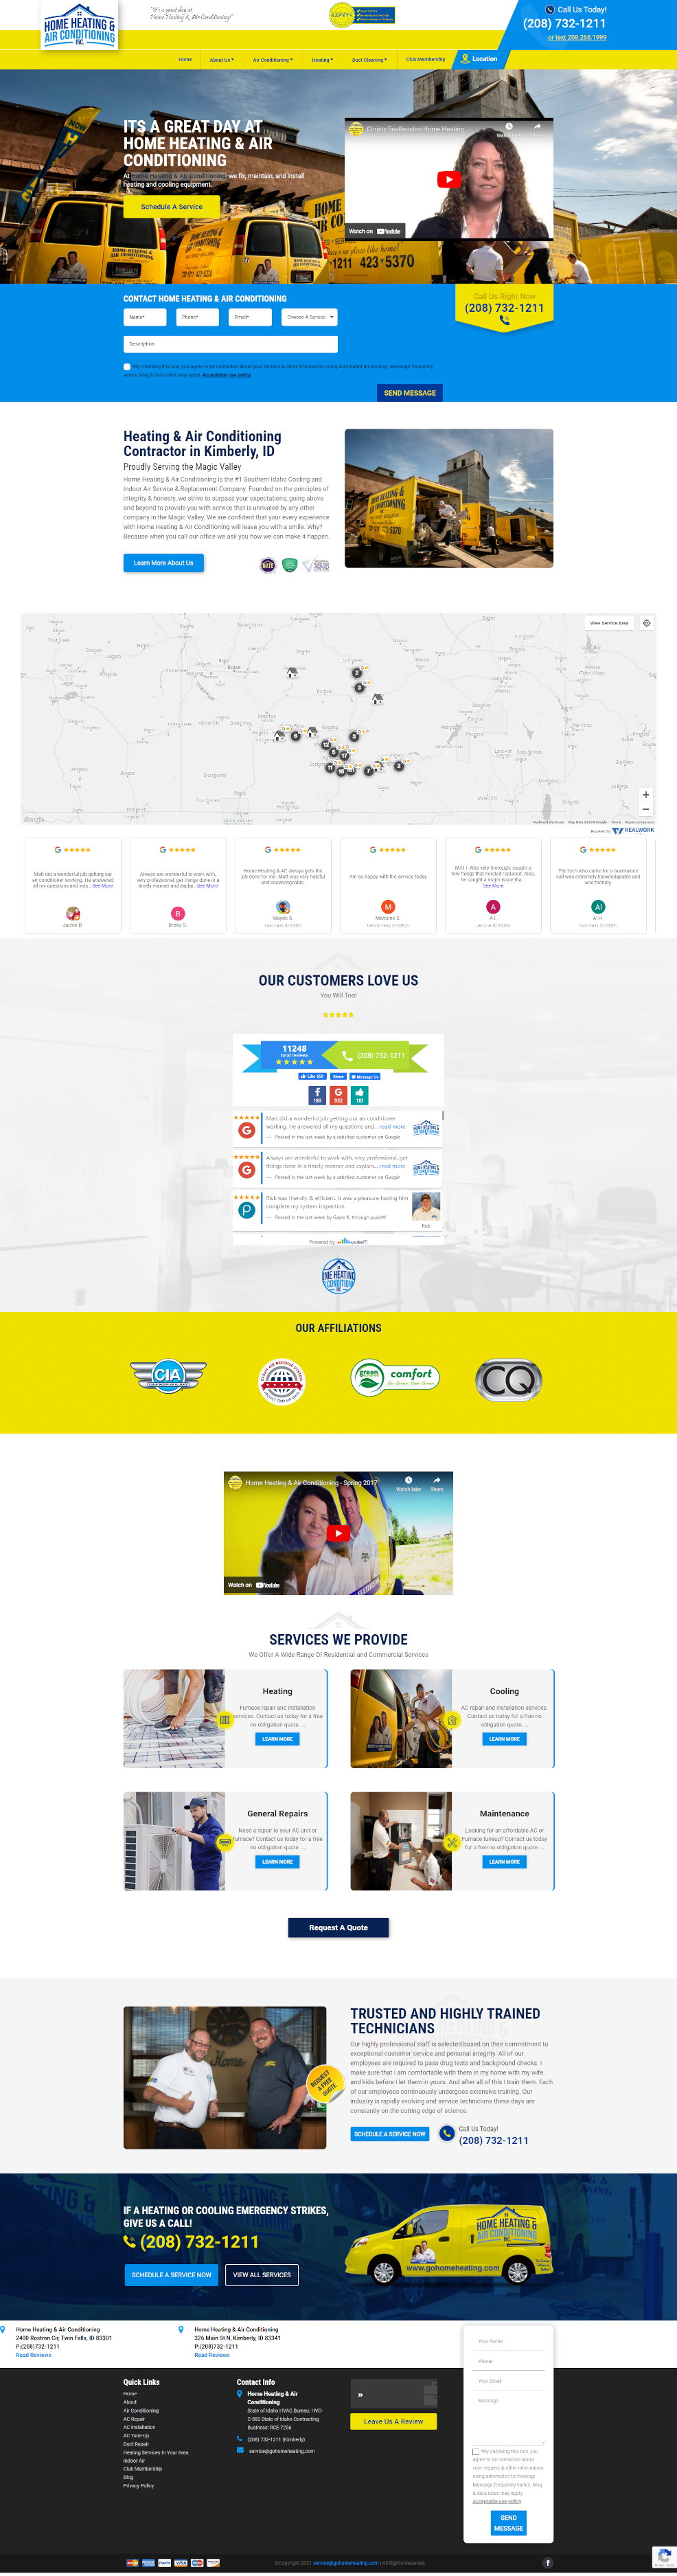 HOME HEATING &
AIR CONDITIONING
INC.
"It's a great day at
Home Heating & Air Conditioning!"
Call Us Today!
(208) 732-1211
or text 208.268.1999
Home
About Us
Air Conditioning
Heating
Duct Cleaning
Club Membership
Location
ITS A GREAT DAY AT
HOME HEATING & AIR
CONDITIONING
At Home Heating & Air Conditioning, we fix, maintain, and install
heating and cooling equipment.
Schedule A Service
Christy Featherston Home Heating
Watch on YouTube
CONTACT HOME HEATING & AIR CONDITIONING
Name*
Phone*
Email*
Choose A Service
Description
*By checking this box, you agree to be contacted about your request & other information using automated technology. Message frequency
varies. Msg & data rates may apply. Acceptable use policy
SEND MESSAGE
Call Us Right Now
(208) 732-1211
Heating & Air Conditioning
Contractor in Kimberly, ID
Proudly Serving the Magic Valley
Home Heating & Air Conditioning is the #1 Southern Idaho Cooling and
Indoor Air Service & Replacement Company. Founded on the principles of
integrity & honesty, we strive to surpass your expectations; going above
and beyond to provide you with service that is unrivaled by any other
company in the Magic Valley. We are confident that your every experience
with Home Heating & Air Conditioning will leave you with a smile. Why?
Because when you call our office we ask you how we can make it happen.
Learn More About Us
View Service Area
Powered by REALWORK
Matt did a wonderful job getting our
air conditioner working. He answered
all my questions and was... See More
Jackie D.
Always are wonderful to work with,
very professional, get things done in a
timely manner and explai... See More
Breta G.
Home Heating & AC always gets the
job done for me. Matt was very helpful
and knowledgeable
Wayde S.
Am so happy with the service today
Marlome S.
Was very thorough, caught a
few things that needed replaced. Also,
he caught a major issue tha...
See More
A I.
The tech who came for a maintenance
call was extremely knowledgeable and
was friendly.
Al H.
OUR CUSTOMERS LOVE US
You Will Too!
11248
total reviews
(208) 732-1211
Share
Message Us
Matt did a wonderful job getting our air conditioner
working. He answered all my questions and... read more
— Posted in the last week by a satisfied customer on Google
Always are wonderful to work with, very professional, get
things done in a timely manner and explain... read more
— Posted in the last week by a satisfied customer on Google
Rick was friendly & efficient. It was a pleasure having him
complete my system inspection.
— Posted in the last week by Gayle K. through pulseM
Rick
Powered by
OUR AFFILIATIONS
CIA
green comfort
CQ
Home Heating & Air Conditioning - Spring 2017
Watch later
Share
Watch on YouTube
SERVICES WE PROVIDE
We Offer A Wide Range Of Residential and Commercial Services
Heating
Furnace repair and installation
services. Contact us today for a free
no obligation quote. ...
LEARN MORE
Cooling
AC repair and installation services.
Contact us today for a free no
obligation quote. ...
LEARN MORE
General Repairs
Need a repair to your AC unit or
furnace? Contact us today for a free
no obligation quote. ...
LEARN MORE
Maintenance
Looking for an affordable AC or
Furnace tuneup? Contact us today
for a free no obligation quote. ...
LEARN MORE
Request A Quote
REQUEST
A FREE
QUOTE
TRUSTED AND HIGHLY TRAINED
TECHNICIANS
Our highly professional staff is selected based on their commitment to
exceptional customer service and personal integrity. All of our
employees are required to pass drug tests and background checks. I
make sure that I am comfortable with them in my home with my wife
and kids before I let them in yours. And after all of this I train them. Each
of our employees continuously undergoes extensive training. Our
industry is rapidly evolving and service technicians these days are
constantly on the cutting edge of science.
SCHEDULE A SERVICE NOW
Call Us Today!
(208) 732-1211
IF A HEATING OR COOLING EMERGENCY STRIKES,
GIVE US A CALL!
(208) 732-1211
SCHEDULE A SERVICE NOW
VIEW ALL SERVICES
HOME HEATING &
AIR CONDITIONING
www.gohomeheating.com
Home Heating & Air Conditioning
2400 Rostron Cir, Twin Falls, ID 83301
P:(208)732-1211
Read Reviews
Home Heating & Air Conditioning
326 Main St N, Kimberly, ID 83341
P:(208)732-1211
Read Reviews
Quick Links
Home
About
Air Conditioning
AC Repair
AC Installation
AC Tune-Up
Duct Repair
Heating Services In Your Area
Indoor Air
Club Membership
Blog
Privacy Policy
Contact Info
Home Heating & Air
Conditioning
State of Idaho HVAC Bureau: HVC-
C-592 State of Idaho Contracting
Business: RCE-7256
(208) 732-1211 (Kimberly)
service@gohomeheating.com
Leave Us A Review
Your Name
Phone
Your Email
Message
*By checking this box, you
agree to be contacted about
your request & other information
using automated technology.
Message frequency varies. Msg
& data rates may apply.
Acceptable use policy
SEND
MESSAGE
©Copyright 2021 service@gohomeheating.com | All Rights Reserved.